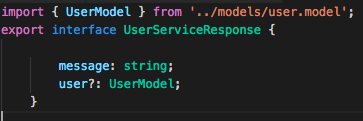 import { UserModel } from '../models/user.model';
export interface UserServiceResponse {
message: string;
user?: UserModel;
}